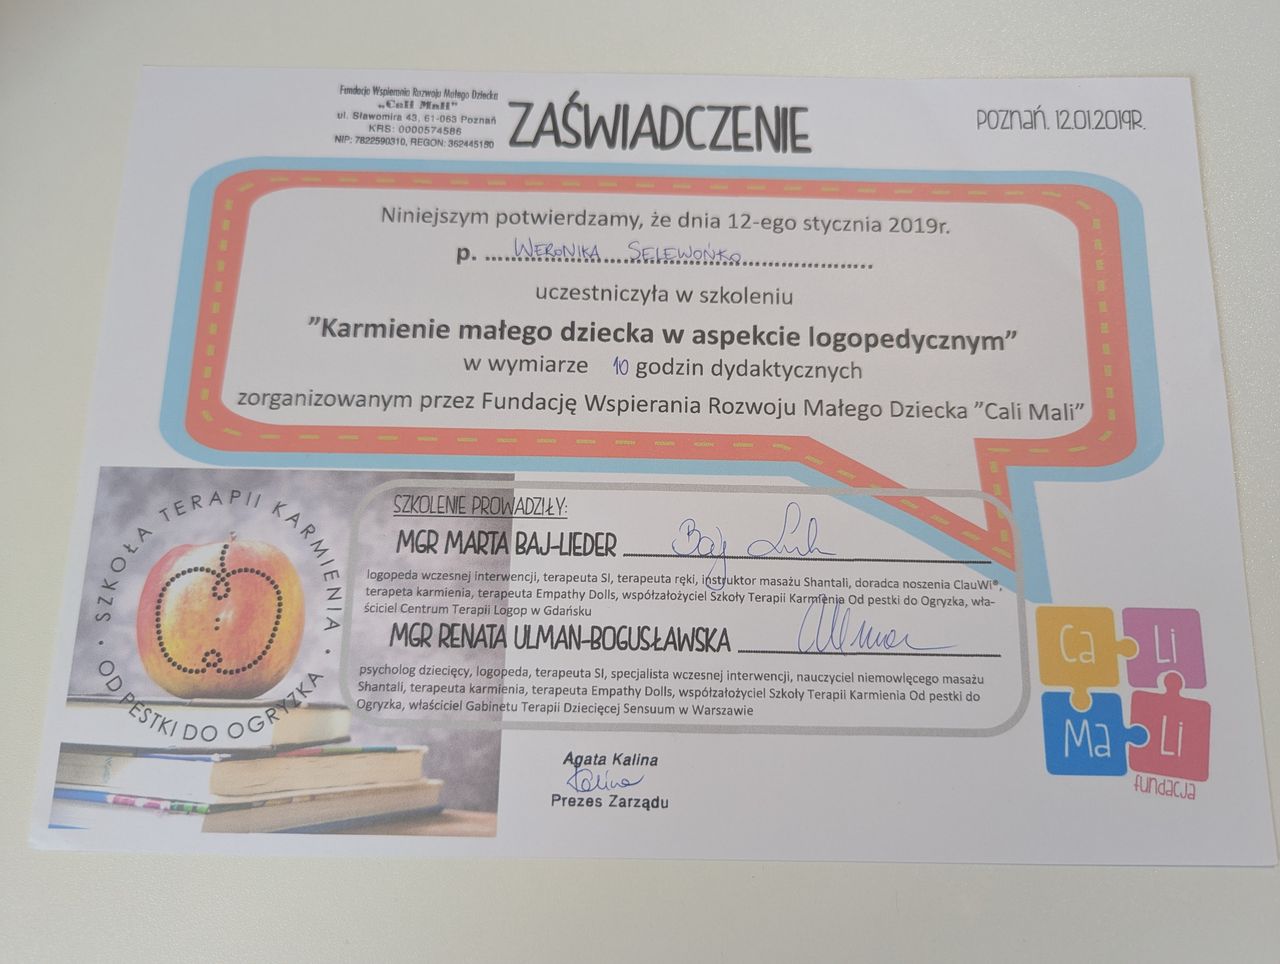 Fundacja Wspierania Rozwoju Małego Dziecka
„Cali Mali”
ul. Sławomira 43, 61-063 Poznań
KRS: 0000574586
NIP: 7822590310, REGON: 362445190
ZAŚWIADCZENIE
POZNAŃ. 12.01.2019R.
Niniejszym potwierdzamy, że dnia 12-ego stycznia 2019r.
p. WERONIKA SELEWOŃKO
uczestniczyła w szkoleniu
”Karmienie małego dziecka w aspekcie logopedycznym”
w wymiarze 10 godzin dydaktycznych
zorganizowanym przez Fundację Wspierania Rozwoju Małego Dziecka ”Cali Mali”
SZKOŁA TERAPII KARMIENIA • OD PESTKI DO OGRYZKA •
SZKOLENIE PROWADZIŁY:
MGR MARTA BAJ-LIEDER
logopeda wczesnej interwencji, terapeuta SI, terapeuta ręki, instruktor masażu Shantali, doradca noszenia ClauWi®,
terapeta karmienia, terapeuta Empathy Dolls, współzałożyciel Szkoły Terapii Karmienia Od pestki do Ogryzka, wła-
ściciel Centrum Terapii Logop w Gdańsku
MGR RENATA ULMAN-BOGUSŁAWSKA
psycholog dziecięcy, logopeda, terapeuta SI, specjalista wczesnej interwencji, nauczyciel niemowlęcego masażu
Shantali, terapeuta karmienia, terapeuta Empathy Dolls, współzałożyciel Szkoły Terapii Karmienia Od pestki do
Ogryzka, właściciel Gabinetu Terapii Dziecięcej Sensuum w Warszawie
Agata Kalina
Kalina
Prezes Zarządu
Ca Li
Ma Li
fundacja